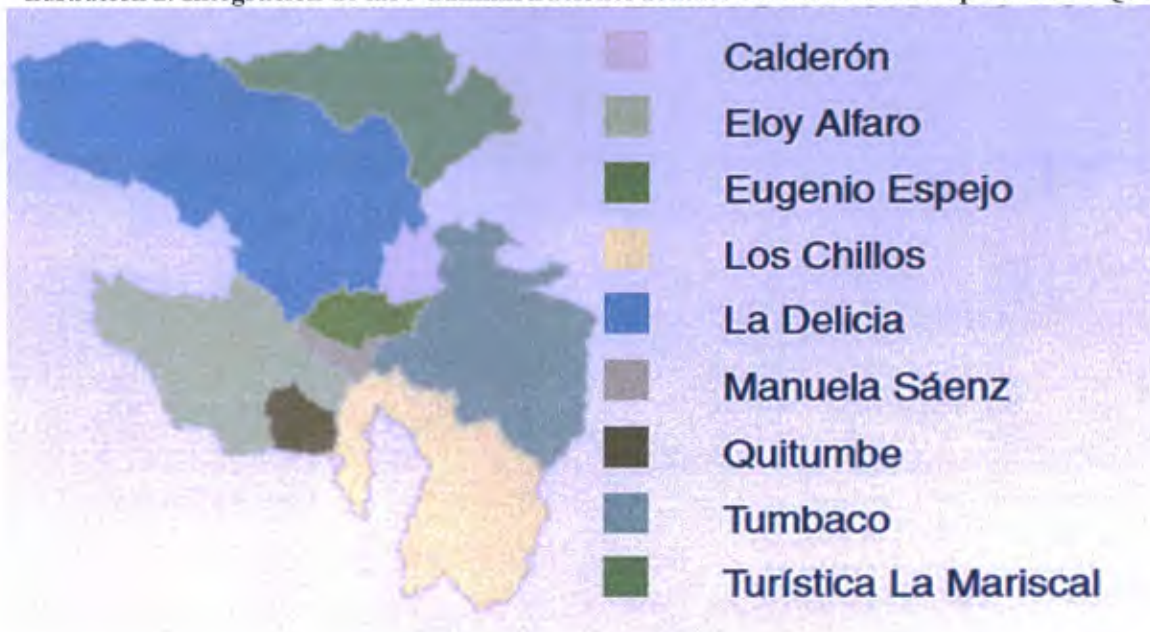 Calderón
Eloy Alfaro
Eugenio Espejo
Los Chillos
La Delicia
Manuela Sáenz
Quitumbe
Tumbaco
Turística La Mariscal